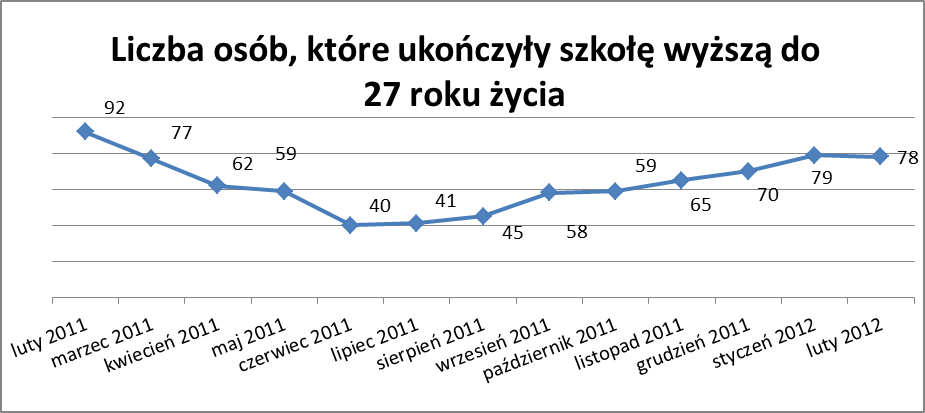 Liczba osób, które ukończyły szkołę wyższą do
27 roku życia
92
77
62
59
40
41
45
58
59
65
70
79
78
luty 2011
marzec 2011
kwiecień 2011
maj 2011
czerwiec 2011
lipiec 2011
sierpień 2011
wrzesień 2011
październik 2011
listopad 2011
grudzień 2011
styczeń 2012
luty 2012